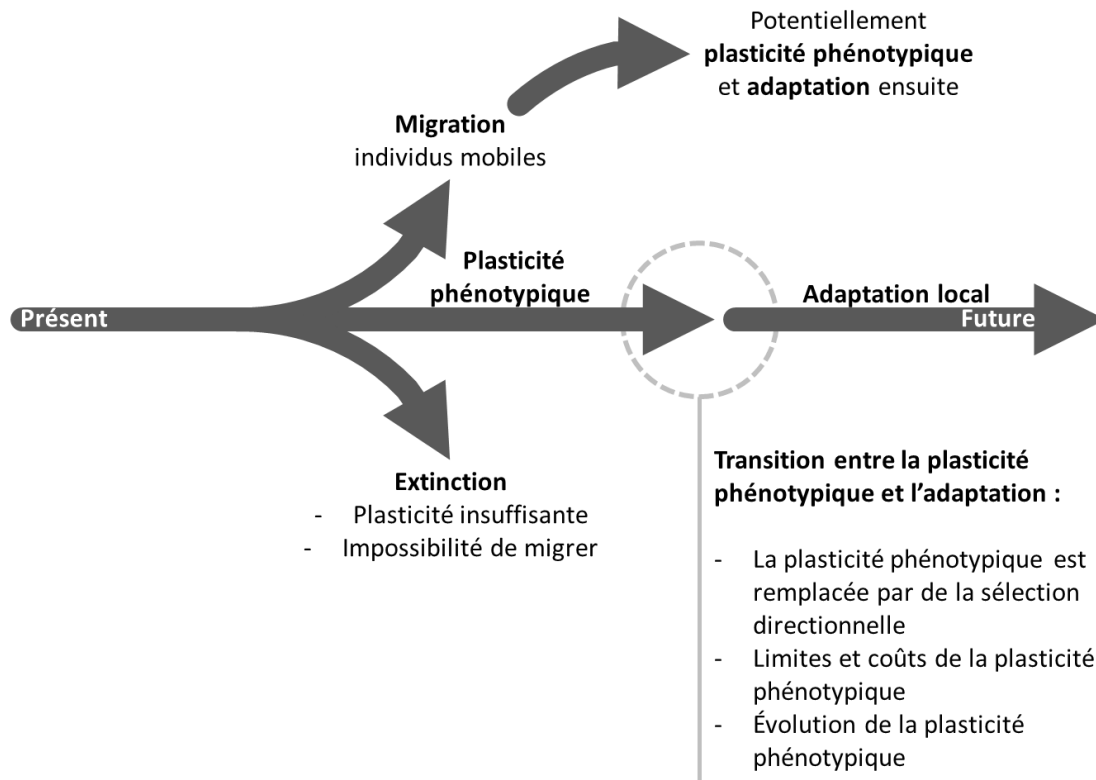 Potentiellement
plasticité phénotypique
et adaptation ensuite
Migration
individus mobiles
Plasticité
phénotypique
Adaptation local
Présent
Future
Extinction
- Plasticité insuffisante
- Impossibilité de migrer
Transition entre la plasticité
phénotypique et l’adaptation :
- La plasticité phénotypique est
remplacée par de la sélection
directionnelle
- Limites et coûts de la plasticité
phénotypique
- Évolution de la plasticité
phénotypique